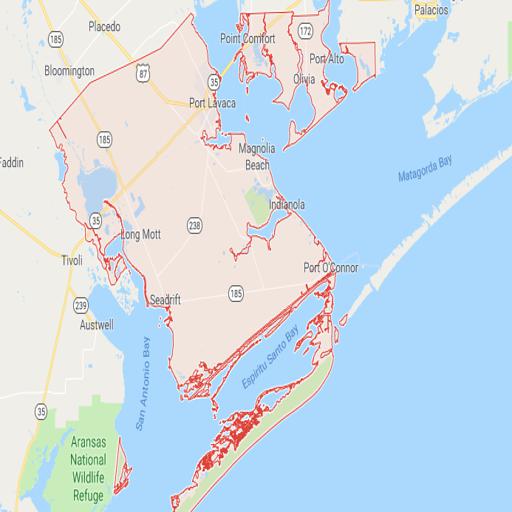 Placedo
185
Bloomington
87
Point Comfort
172
Palacios
35
Port Alto
Olivia
Port Lavaca
185
Magnolia
Beach
Faddin
Matagorda Bay
35
Indianola
Long Mott
238
Tivoli
Port O'Connor
239
Seadrift
185
Austwell
San Antonio Bay
Espiritu Santo Bay
35
Aransas
National
Wildlife
Refuge